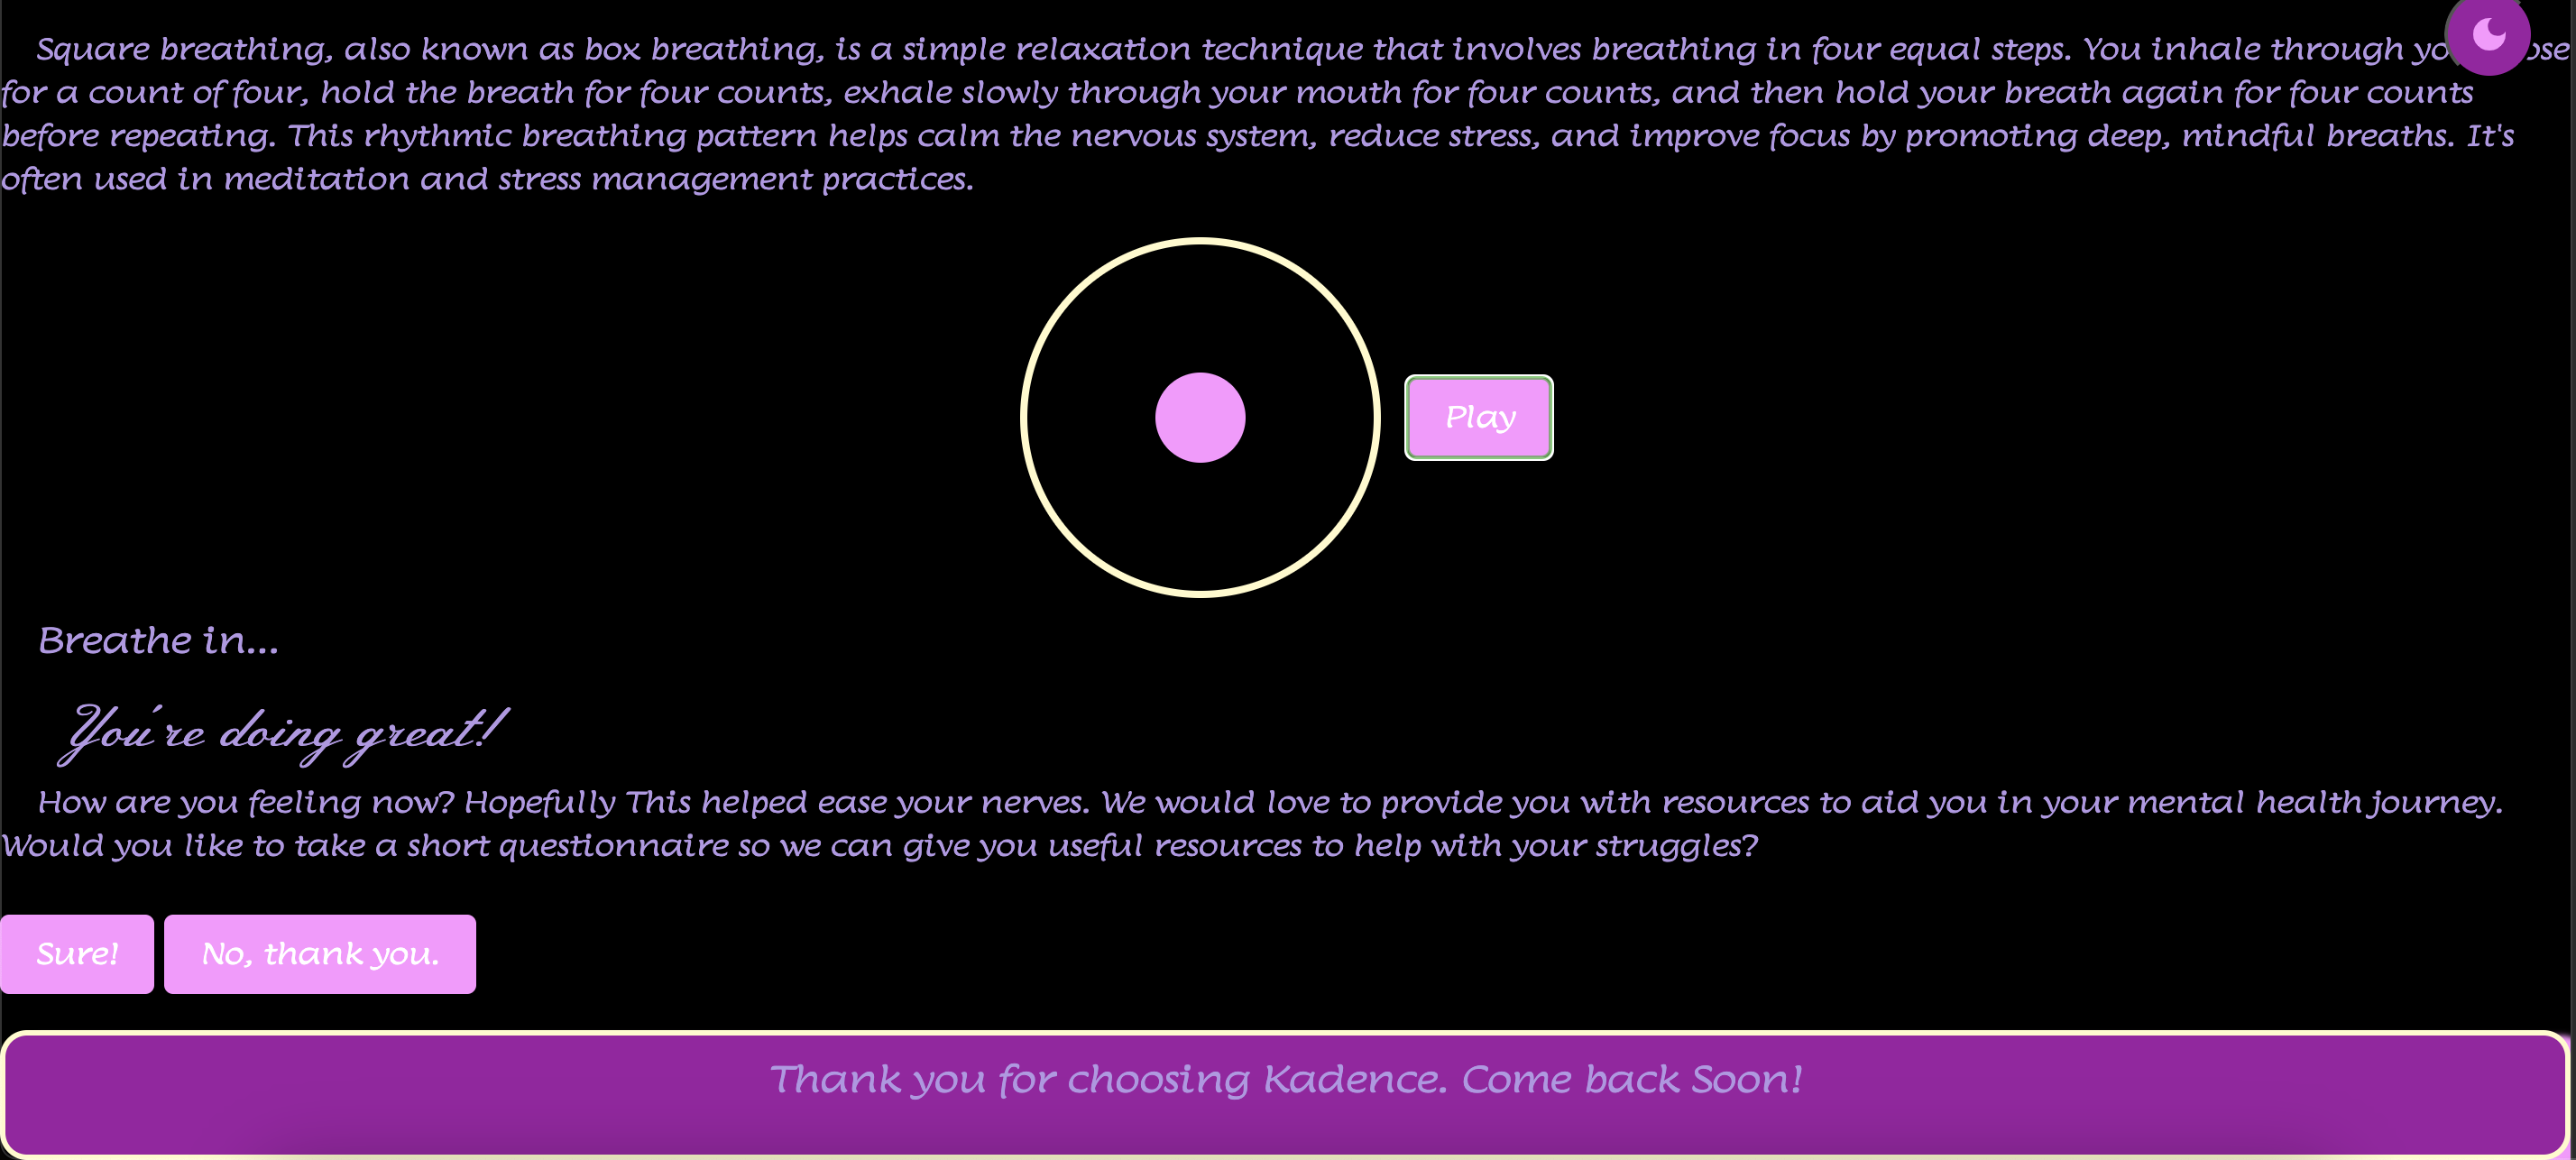 Square breathing, also known as box breathing, is a simple relaxation technique that involves breathing in four equal steps. You inhale through
for a count of four, hold the breath for four counts, exhale slowly through your mouth for four counts, and then hold your breath again for four counts
before repeating. This rhythmic breathing pattern helps calm the nervous system, reduce stress, and improve focus by promoting deep, mindful breaths. It's
often used in meditation and stress management practices.
Play
Breathe in...
You're doing great!
How are you feeling now? Hopefully This helped ease your nerves. We would love to provide you with resources to aid you in your mental health journey.
Would you like to take a short questionnaire so we can give you useful resources to help with your struggles?
Sure! No, thank you.
Thank you for choosing Kadence. Come back Soon!